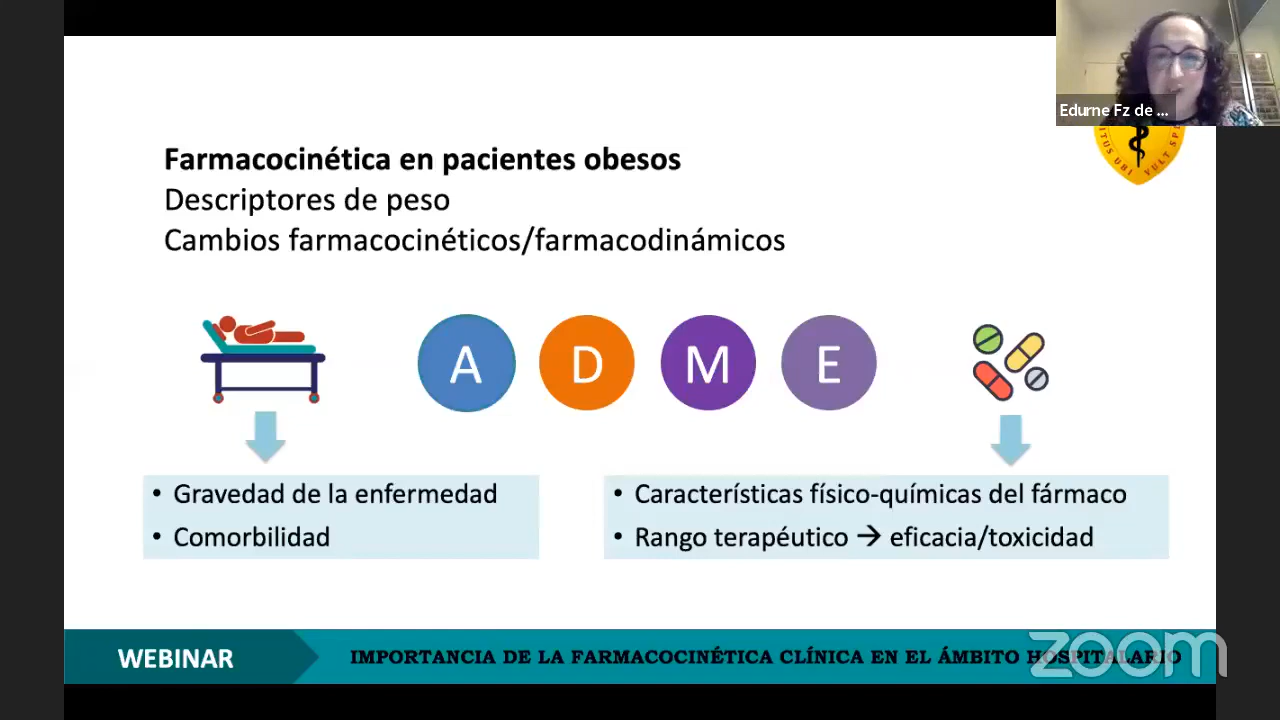 Edurne Fz de ...
Farmacocinética en pacientes obesos
Descriptores de peso
Cambios farmacocinéticos/farmacodinámicos
A D M E
• Gravedad de la enfermedad
• Comorbilidad
• Características físico-químicas del fármaco
• Rango terapéutico → eficacia/toxicidad
WEBINAR
IMPORTANCIA DE LA FARMACOCINÉTICA CLÍNICA EN EL ÁMBITO HOSPITALARIO
zoom
UBI VULT